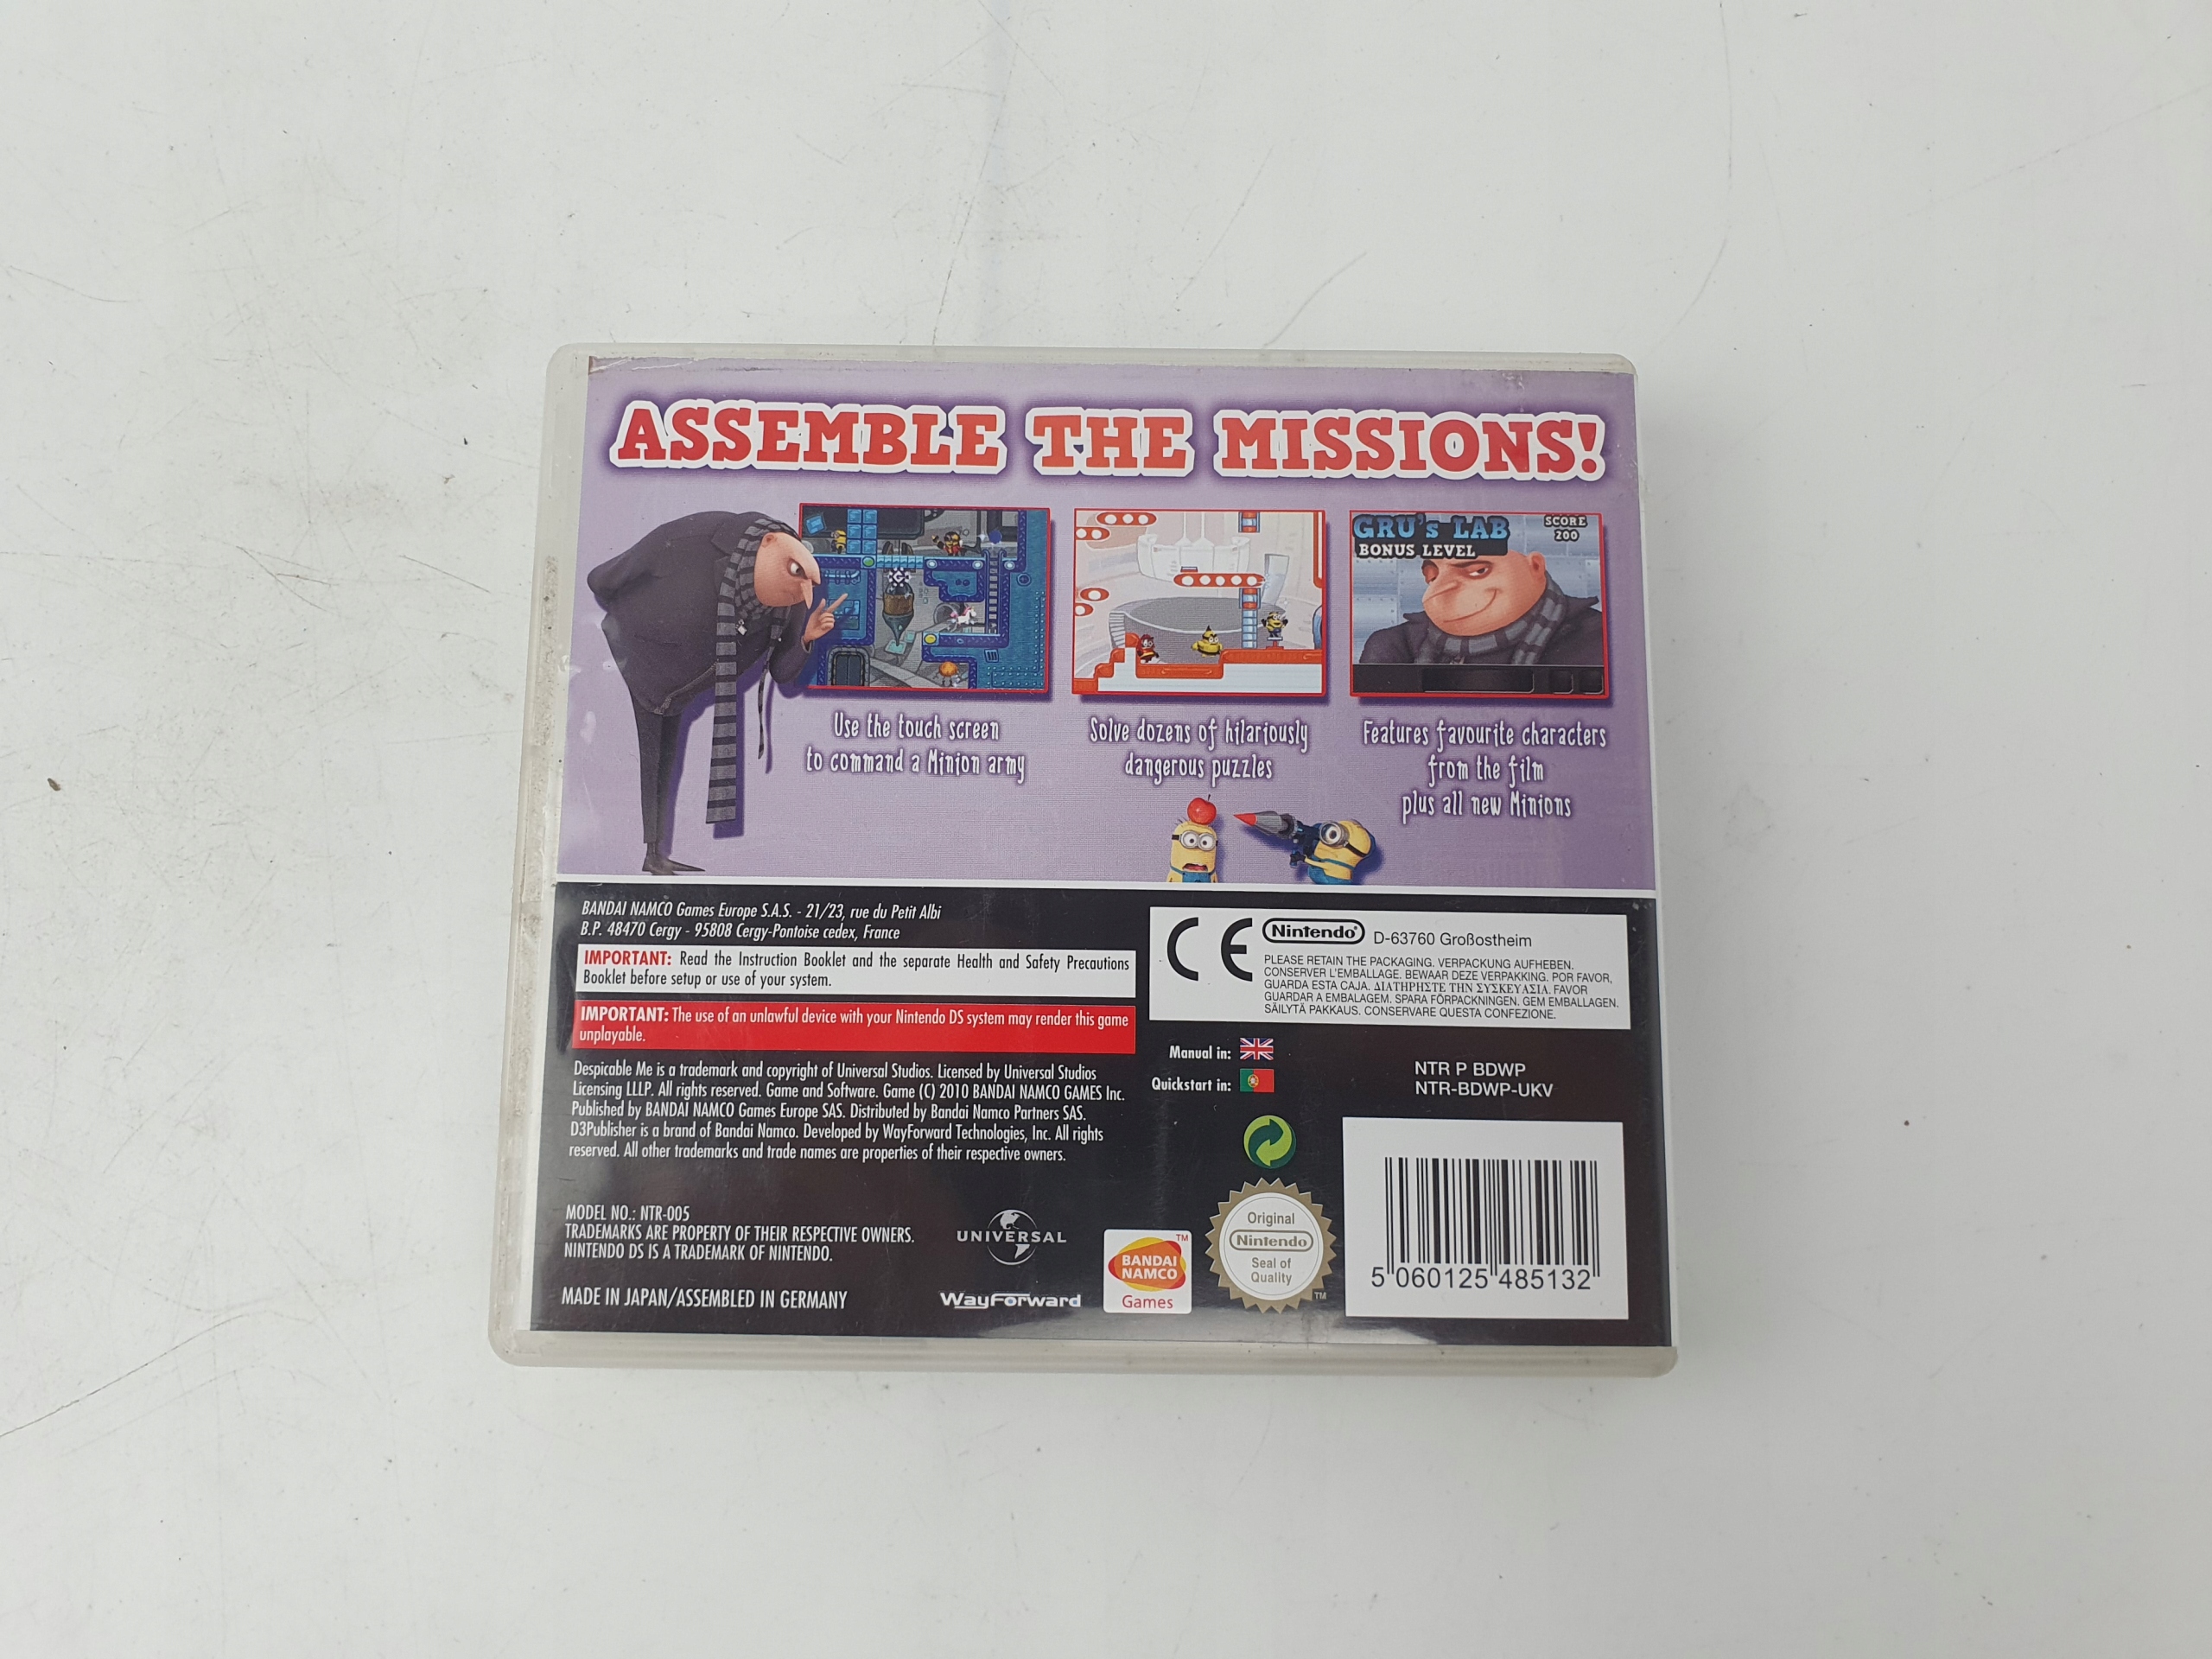 ASSEMBLE THE MISSIONS!
GRU's LAB
BONUS LEVEL
SCORE
200
Use the touch screen
to command a Minion army
Solve dozens of hilariously
dangerous puzzles
Features favourite characters
from the film
plus all new Minions
BANDAI NAMCO Games Europe S.A.S. - 21/23, rue du Petit Albi
B.P. 48470 Cergy - 95808 Cergy-Pontoise cedex, France
IMPORTANT: Read the Instruction Booklet and the separate Health and Safety Precautions
Booklet before setup or use of your system.
IMPORTANT: The use of an unlawful device with your Nintendo DS system may render this game
unplayable.
Despicable Me is a trademark and copyright of Universal Studios. Licensed by Universal Studios
Licensing LLLP. All rights reserved. Game and Software. Game (C) 2010 BANDAI NAMCO GAMES Inc.
Published by BANDAI NAMCO Games Europe SAS. Distributed by Bandai Namco Partners SAS.
D3Publisher is a brand of Bandai Namco. Developed by WayForward Technologies, Inc. All rights
reserved. All other trademarks and trade names are properties of their respective owners.
MODEL NO.: NTR-005
TRADEMARKS ARE PROPERTY OF THEIR RESPECTIVE OWNERS.
NINTENDO DS IS A TRADEMARK OF NINTENDO.
MADE IN JAPAN/ASSEMBLED IN GERMANY
UNIVERSAL
WayForward
BANDAI
NAMCO
Games
TM
CE
Nintendo® D-63760 Großostheim
PLEASE RETAIN THE PACKAGING. VERPACKUNG AUFHEBEN.
CONSERVER L'EMBALLAGE. BEWAAR DEZE VERPAKKING. POR FAVOR,
GUARDA ESTA CAJA. ΔΙΑΤΗΡΗΣΤΕ ΤΗΝ ΣΥΣΚΕΥΑΣΙΑ. FAVOR
GUARDAR A EMBALAGEM. SPARA FÖRPACKNINGEN. GEM EMBALLAGEN.
SÄILYTÄ PAKKAUS. CONSERVARE QUESTA CONFEZIONE.
Manual in:
Quickstart in:
NTR P BDWP
NTR-BDWP-UKV
Original
Nintendo
Seal of
Quality
TM
5 060125 485132